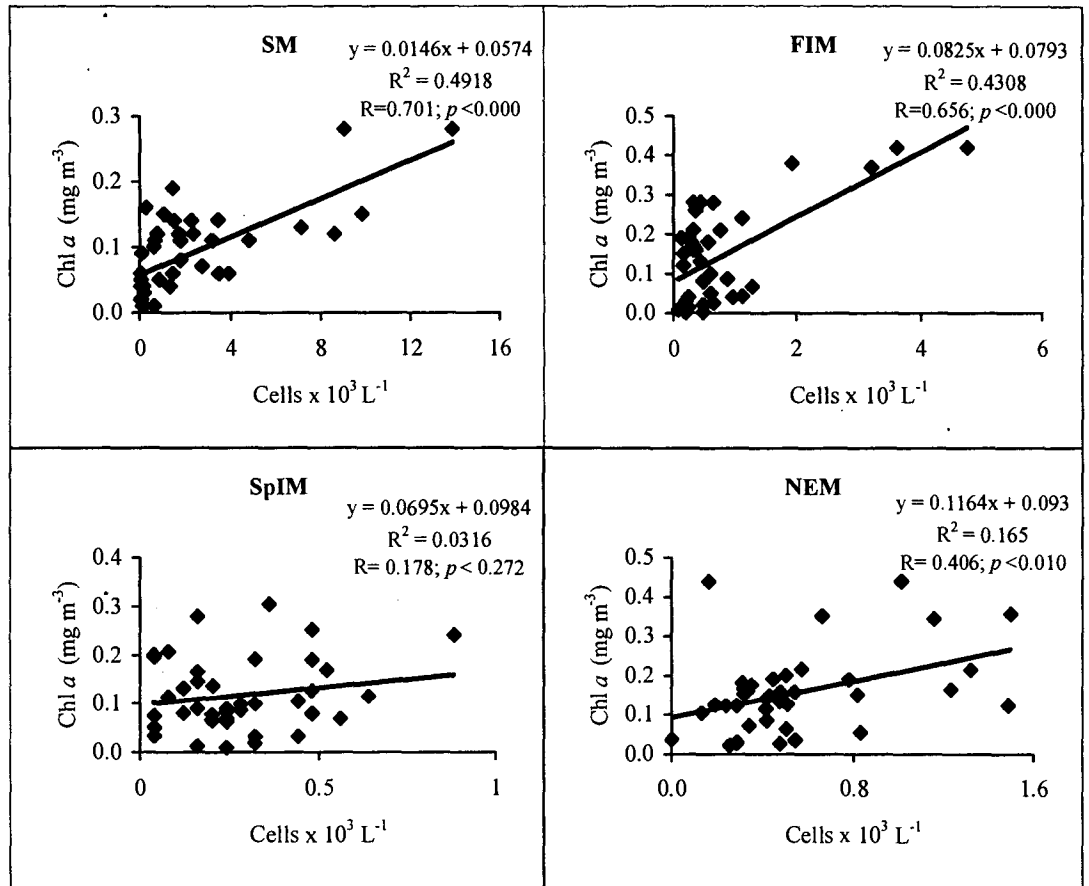 SM
y = 0.0146x + 0.0574
R² = 0.4918
R=0.701; p <0.000
0.3
0.2
0.1
0.0
Chl a (mg m⁻³)
0 4 8 12 16
Cells x 10³ L⁻¹
FIM
y = 0.0825x + 0.0793
R² = 0.4308
R=0.656; p <0.000
0.5
0.4
0.3
0.2
0.1
0.0
Chl a (mg m⁻³)
0 2 4 6
Cells x 10³ L⁻¹
SpIM
y = 0.0695x + 0.0984
R² = 0.0316
R= 0.178; p < 0.272
0.4
0.3
0.2
0.1
0.0
Chl a (mg m⁻³)
0 0.5 1
Cells x 10³ L⁻¹
NEM
y = 0.1164x + 0.093
R² = 0.165
R= 0.406; p <0.010
0.5
0.4
0.3
0.2
0.1
0.0
Chl a (mg m⁻³)
0.0 0.8 1.6
Cells x 10³ L⁻¹